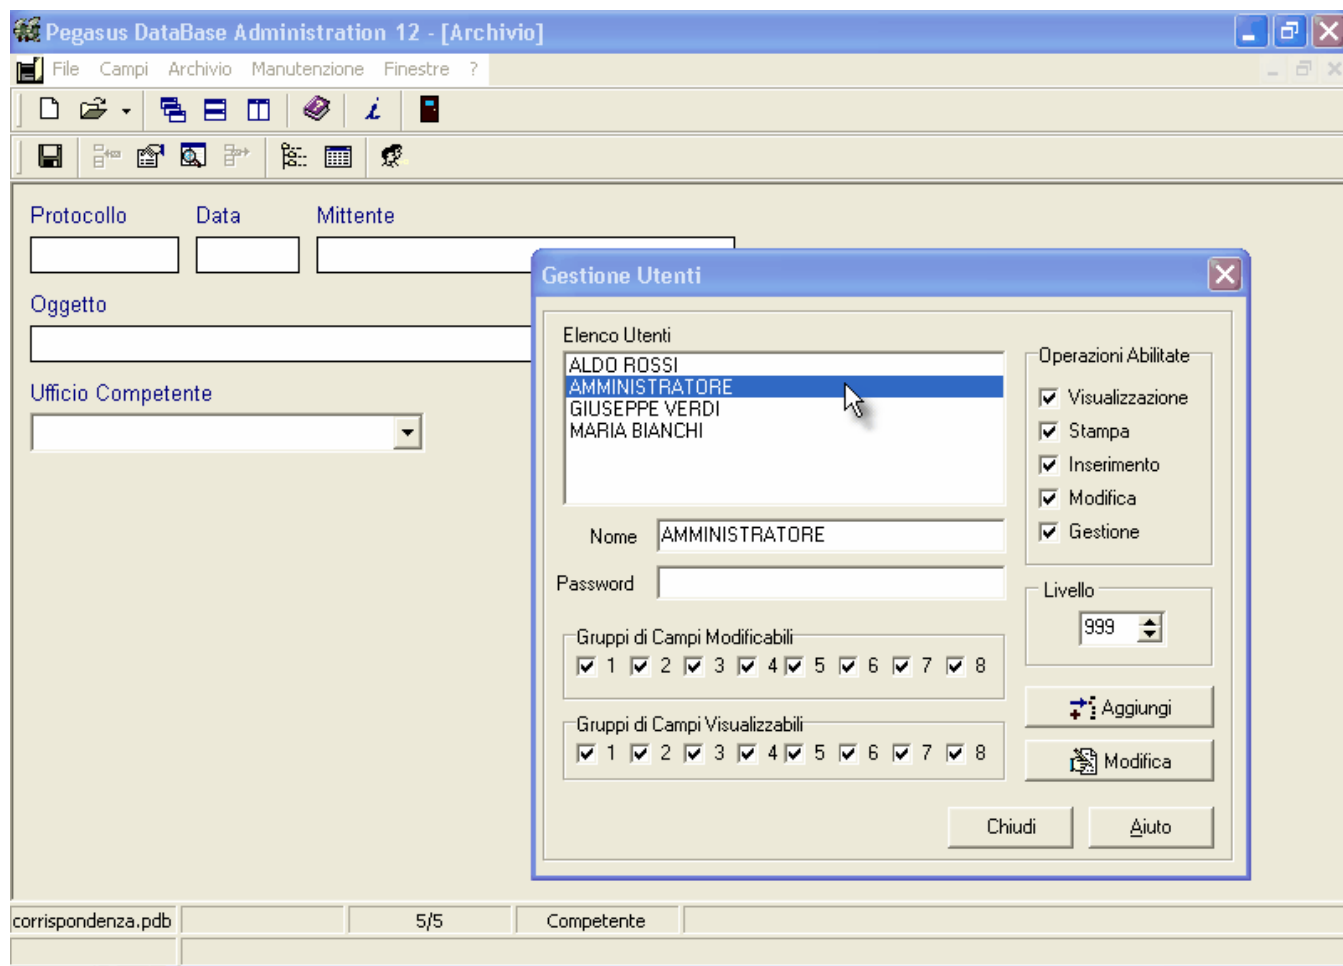 Pegasus DataBase Administration 12 - [Archivio]
File Campi Archivio Manutenzione Finestre ?
Protocollo Data Mittente
Oggetto
Ufficio Competente
Gestione Utenti
Elenco Utenti
ALDO ROSSI
AMMINISTRATORE
GIUSEPPE VERDI
MARIA BIANCHI
Nome AMMINISTRATORE
Password
Gruppi di Campi Modificabili
1 2 3 4 5 6 7 8
Gruppi di Campi Visualizzabili
1 2 3 4 5 6 7 8
Operazioni Abilitate
Visualizzazione
Stampa
Inserimento
Modifica
Gestione
Livello
999
Aggiungi
Modifica
Chiudi Aiuto
corrispondenza.pdb 5/5 Competente